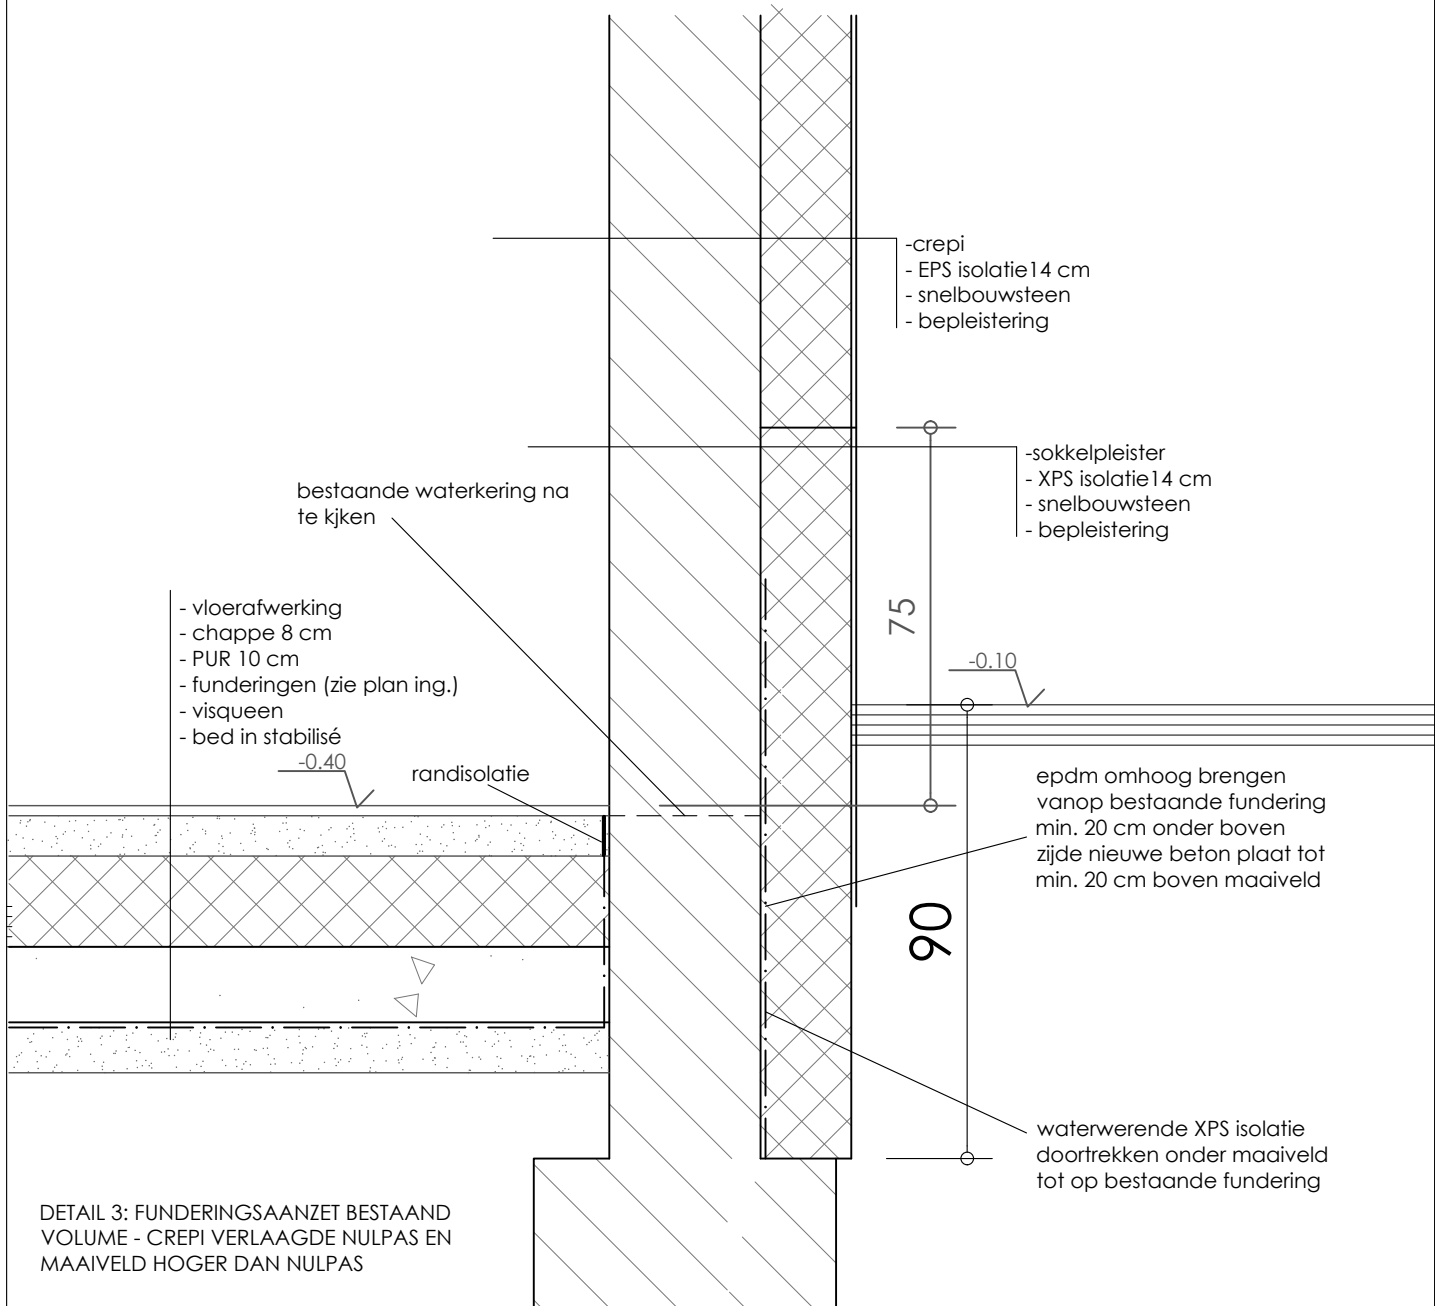 -crepi
- EPS isolatie14 cm
- snelbouwsteen
- bepleistering
-sokkelpleister
- XPS isolatie14 cm
- snelbouwsteen
- bepleistering
bestaande waterkering na
te kjken
75
- vloerafwerking
- chappe 8 cm
- PUR 10 cm
- funderingen (zie plan ing.)
- visqueen
- bed in stabilisé
-0.10
-0.40
randisolatie
epdm omhoog brengen
vanop bestaande fundering
min. 20 cm onder boven
zijde nieuwe beton plaat tot
min. 20 cm boven maaiveld
90
waterwerende XPS isolatie
doortrekken onder maaiveld
tot op bestaande fundering
DETAIL 3: FUNDERINGSAANZET BESTAAND
VOLUME - CREPI VERLAAGDE NULPAS EN
MAAIVELD HOGER DAN NULPAS